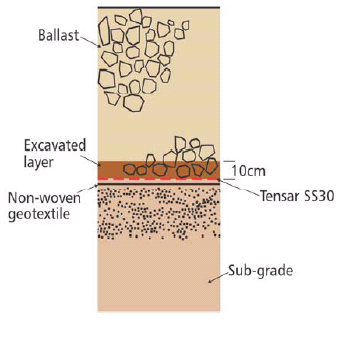 Ballast
Excavated
layer
10cm
Non-woven
geotextile
Tensar SS30
Sub-grade